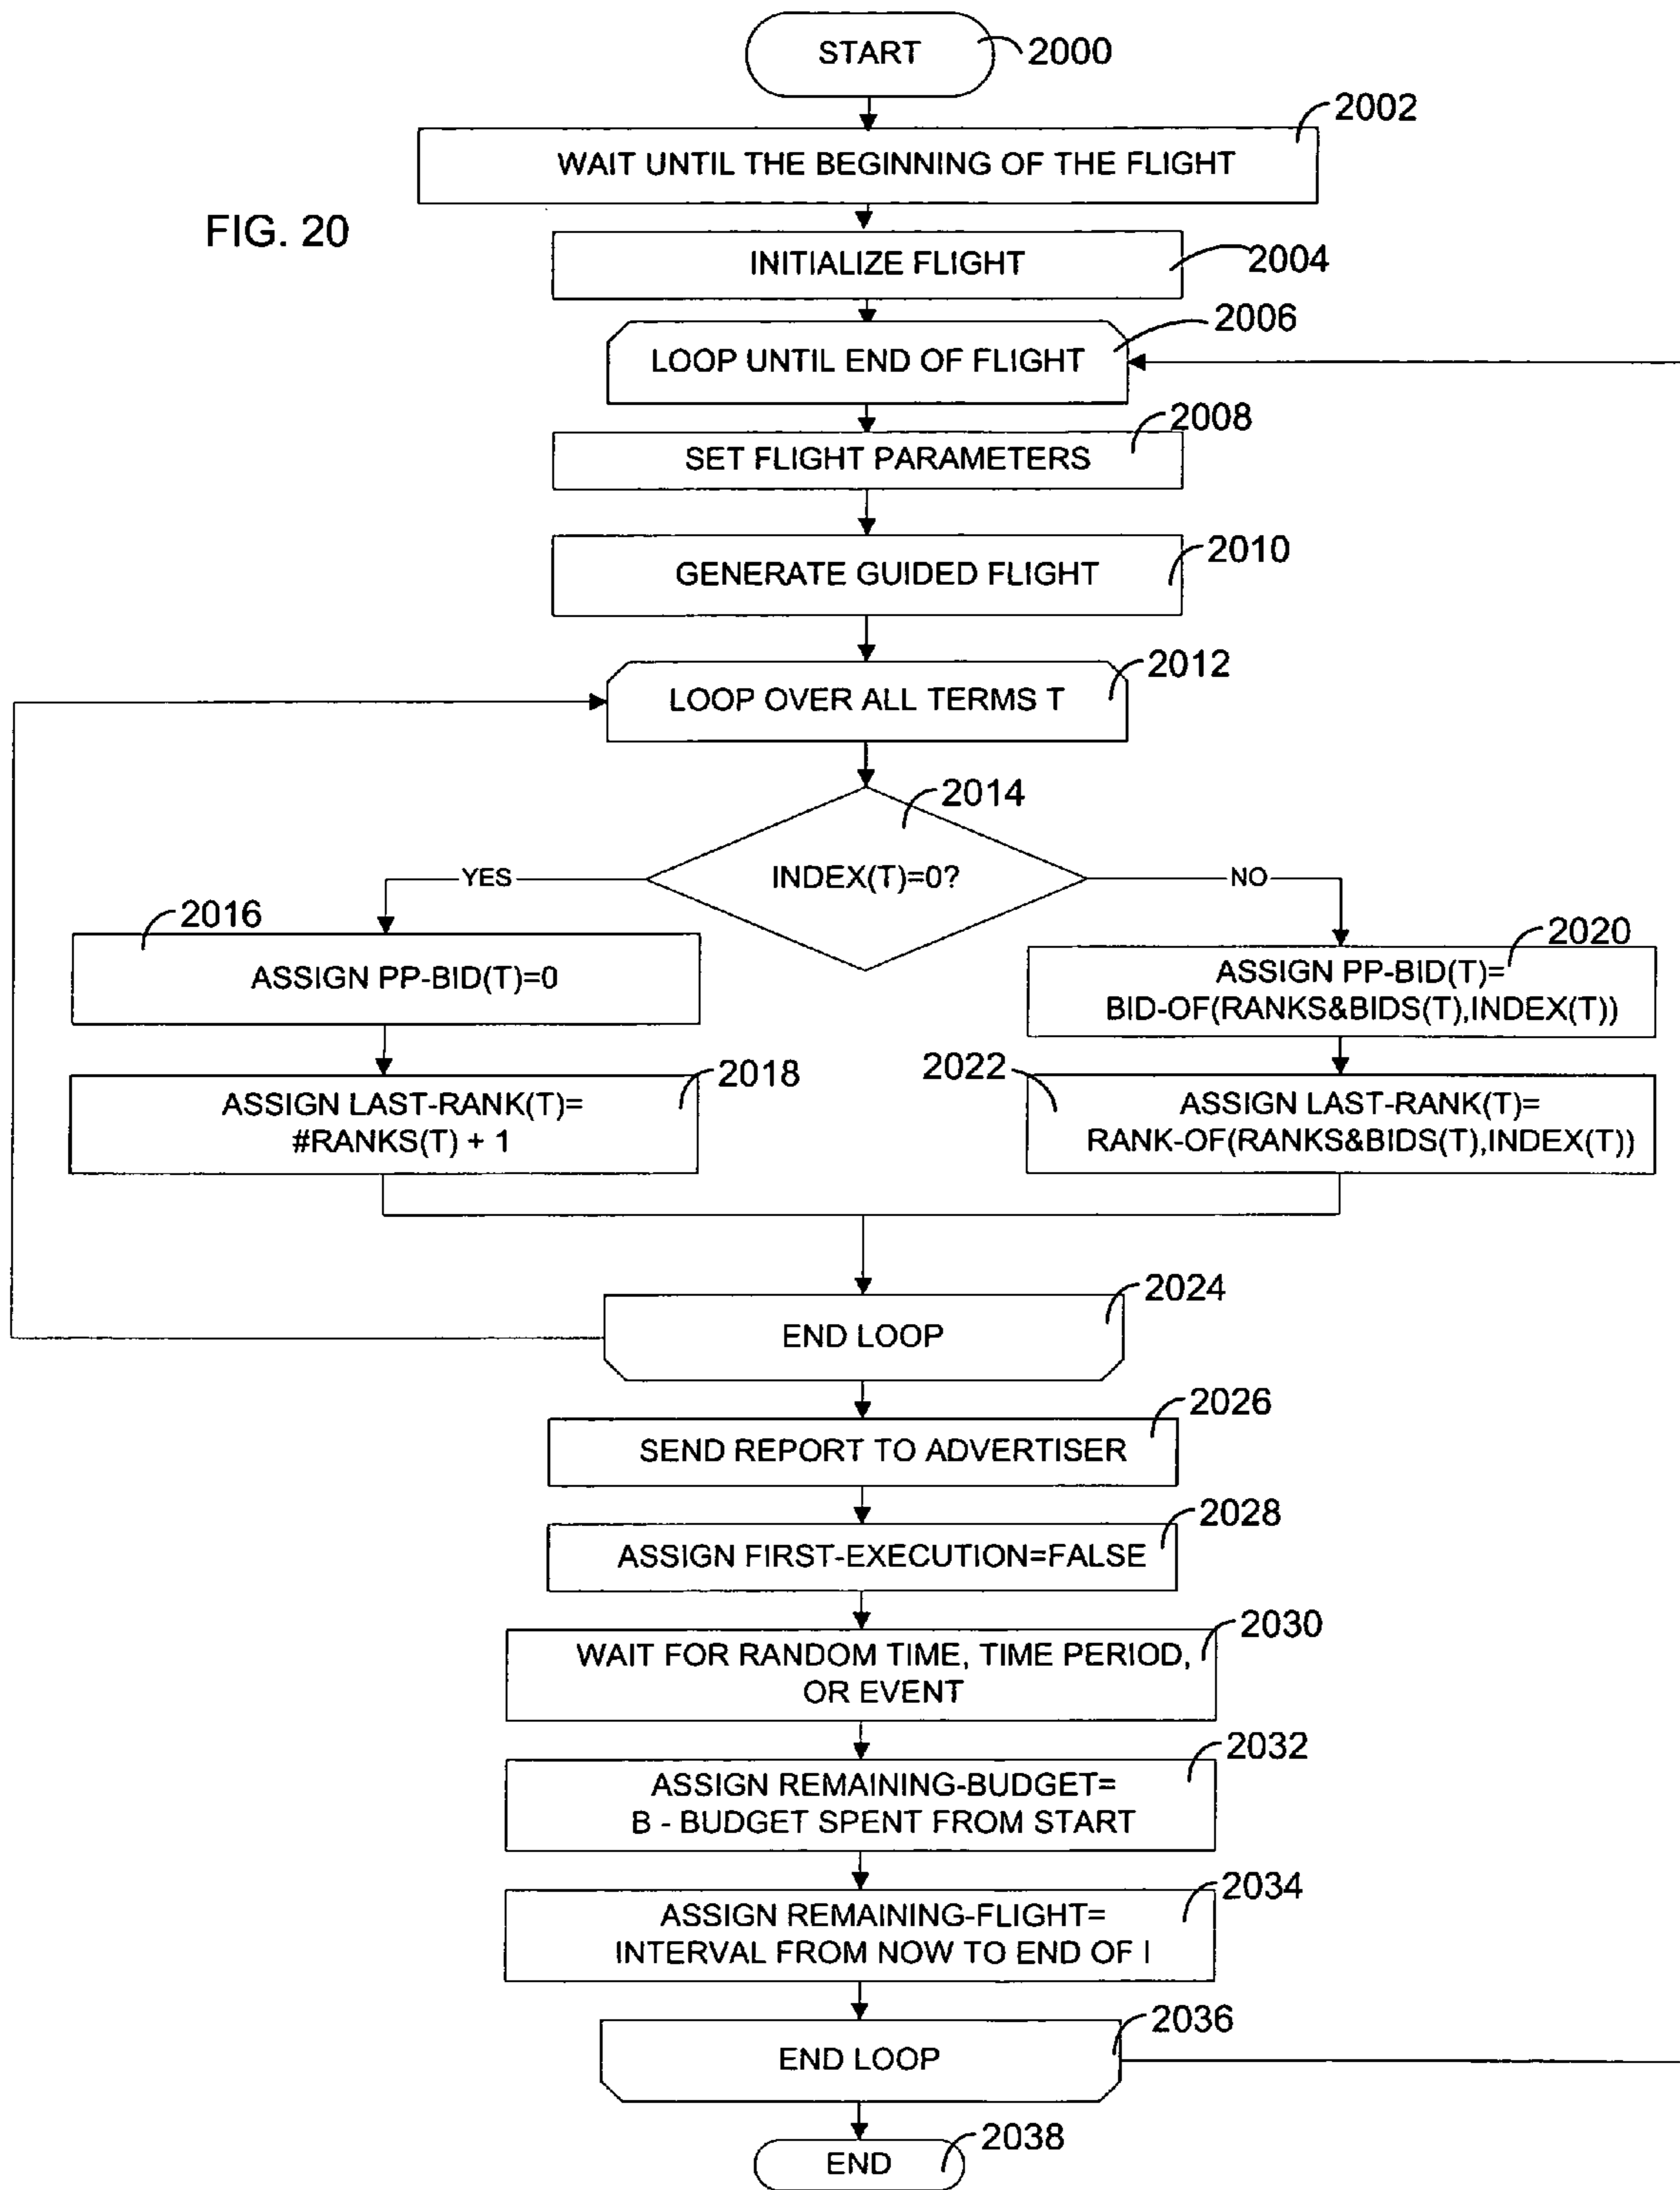 START
2000
2002
WAIT UNTIL THE BEGINNING OF THE FLIGHT
FIG. 20
INITIALIZE FLIGHT
2004
2006
LOOP UNTIL END OF FLIGHT
2008
SET FLIGHT PARAMETERS
2010
GENERATE GUIDED FLIGHT
2012
LOOP OVER ALL TERMS T
2014
INDEX(T)=0?
YES
NO
2016
ASSIGN PP-BID(T)=0
2020
ASSIGN PP-BID(T)=
BID-OF(RANKS&BIDS(T),INDEX(T))
2018
ASSIGN LAST-RANK(T)=
#RANKS(T) + 1
2022
ASSIGN LAST-RANK(T)=
RANK-OF(RANKS&BIDS(T),INDEX(T))
2024
END LOOP
2026
SEND REPORT TO ADVERTISER
2028
ASSIGN FIRST-EXECUTION=FALSE
2030
WAIT FOR RANDOM TIME, TIME PERIOD,
OR EVENT
2032
ASSIGN REMAINING-BUDGET=
B - BUDGET SPENT FROM START
2034
ASSIGN REMAINING-FLIGHT=
INTERVAL FROM NOW TO END OF I
2036
END LOOP
2038
END